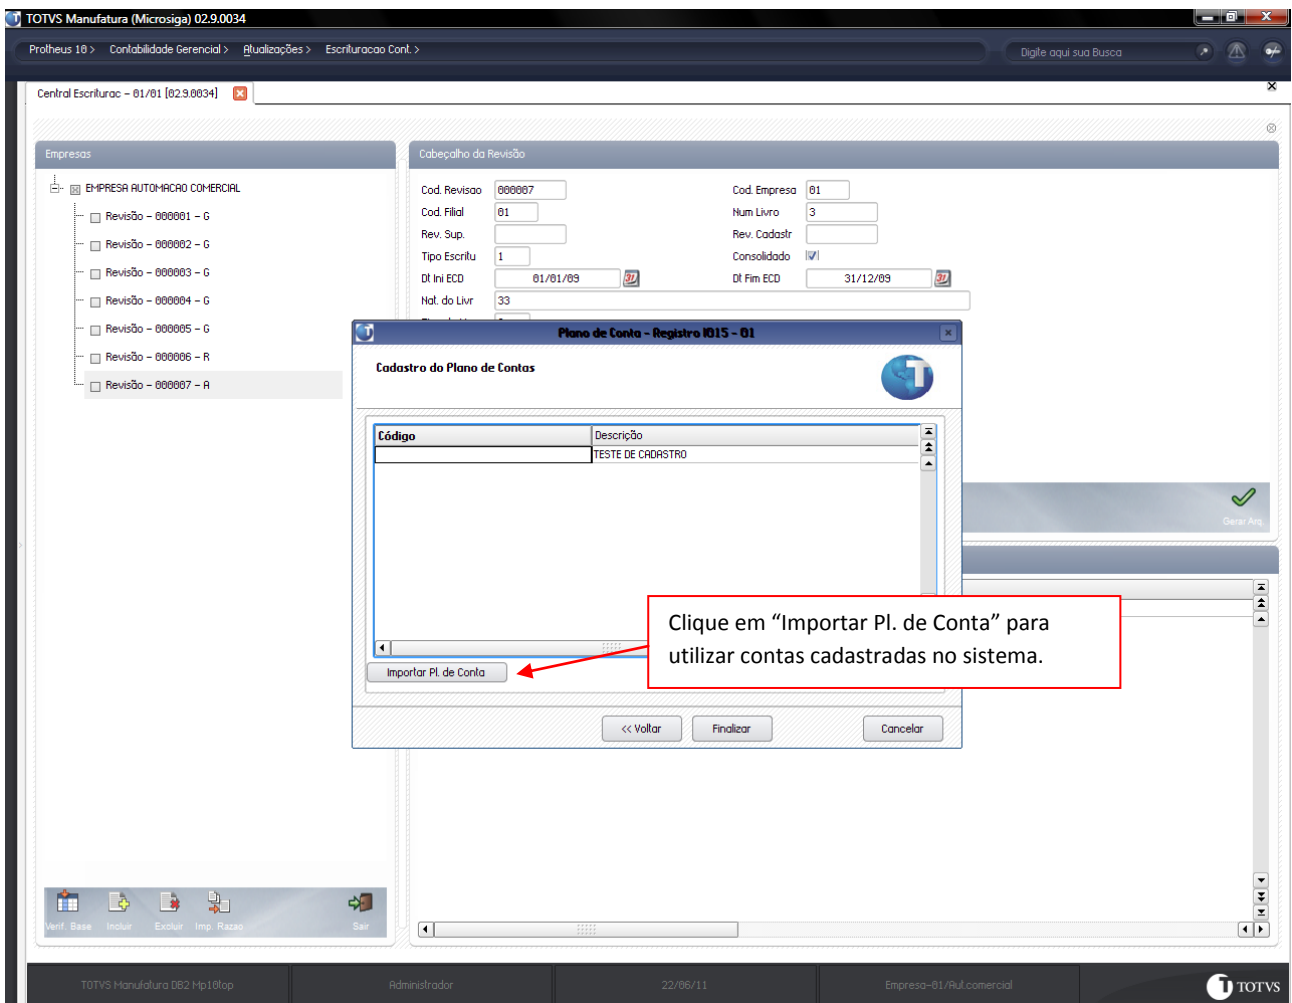 TOTVS Manufatura (Microsiga) 02.9.0034
Protheus 10 > Contabilidade Gerencial > Atualizações > Escrituracao Cont. >
Digite aqui sua Busca
Central Escriturac - 01/01 [02.9.0034]
Empresas
EMPRESA AUTOMACAO COMERCIAL
Revisão - 000001 - G
Revisão - 000002 - G
Revisão - 000003 - G
Revisão - 000004 - G
Revisão - 000005 - G
Revisão - 000006 - R
Revisão - 000007 - A
Cabeçalho da Revisão
Cod. Revisao 000007 Cod. Empresa 01
Cod. Filial 01 Num Livro 3
Rev. Sup. Rev. Cadastr
Tipo Escritu 1 Consolidado
Dt Ini ECD 01/01/09 31 Dt Fim ECD 31/12/09 31
Nat. do Livr 33
Plano de Conta - Registro I015 - 01
Cadastro do Plano de Contas
Código Descrição
TESTE DE CADASTRO
Gerar Arq.
Clique em “Importar Pl. de Conta” para
utilizar contas cadastradas no sistema.
Importar Pl. de Conta
<< Voltar Finalizar Cancelar
Verif. Base Incluir Excluir Imp. Razao Sair
TOTVS Manufatura DB2 Mp10top Administrador 22/06/11 Empresa-01/Aut.comercial TOTVS